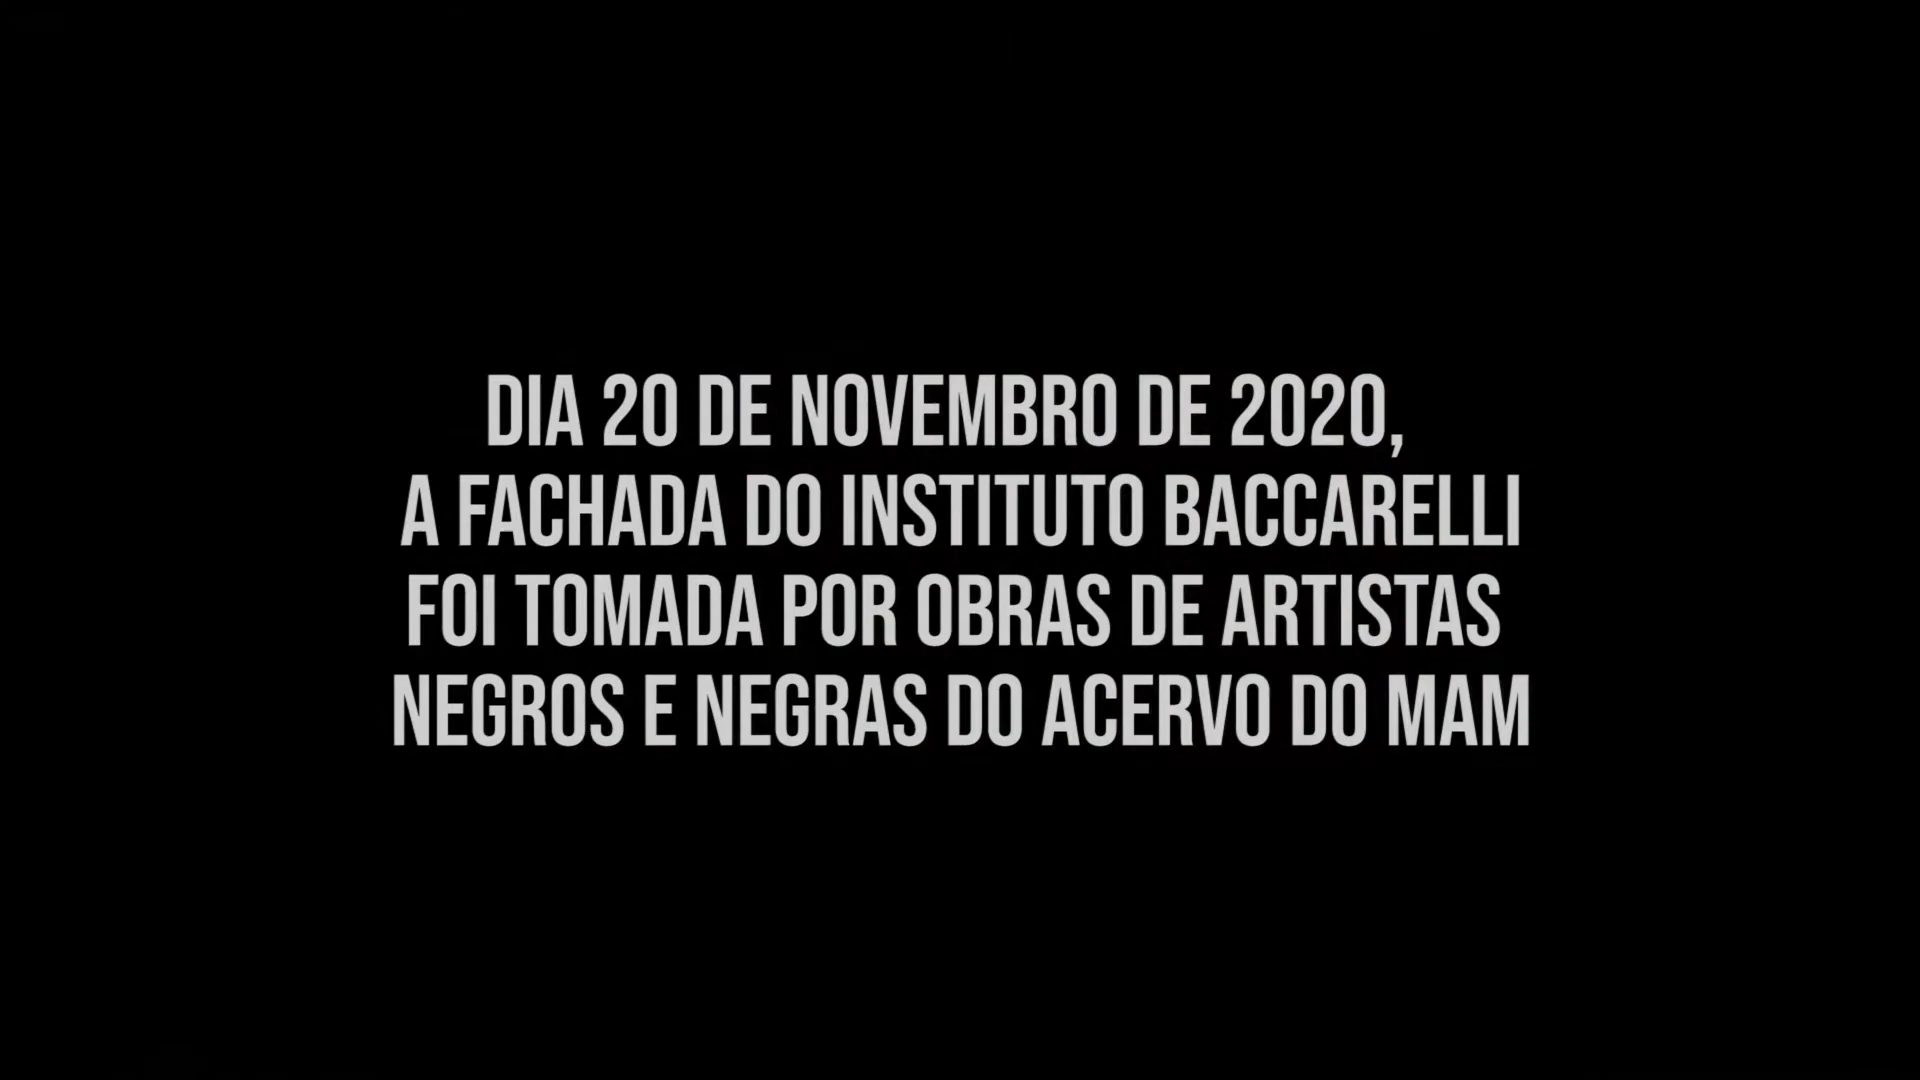 DIA 20 DE NOVEMBRO DE 2020,
A FACHADA DO INSTITUTO BACCARELLI
FOI TOMADA POR OBRAS DE ARTISTAS
NEGROS E NEGRAS DO ACERVO DO MAM